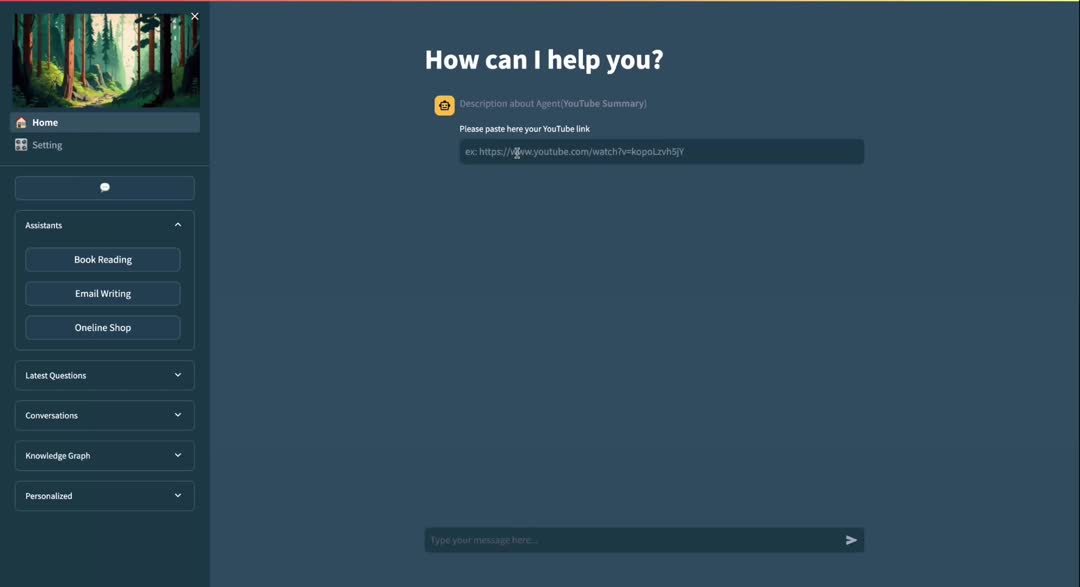 Home
Setting
Assistants
Book Reading
Email Writing
Oneline Shop
Latest Questions
Conversations
Knowledge Graph
Personalized
How can I help you?
Description about Agent(YouTube Summary)
Please paste here your YouTube link
ex: https://www.youtube.com/watch?v=kopoLzvh5jY
Type your message here...